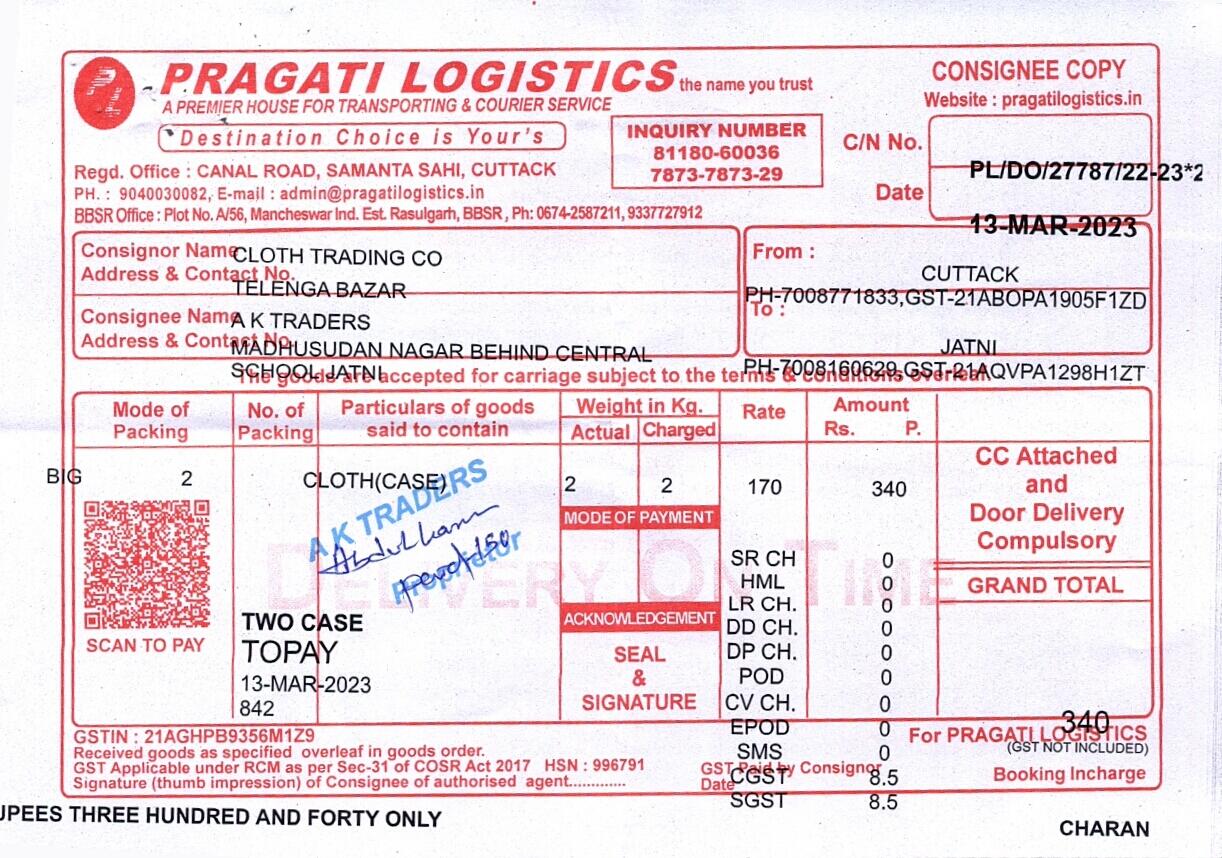 PRAGATI LOGISTICS the name you trust
A PREMIER HOUSE FOR TRANSPORTING & COURIER SERVICE
"Destination Choice is Your's
Regd. Office : CANAL ROAD, SAMANTA SAHI, CUTTACK
PH. : 9040030082, E-mail : admin@pragatilogistics.in
BBSR Office : Plot No. A/56, Mancheswar Ind. Est. Rasulgarh, BBSR , Ph: 0674-2587211, 9337727912
INQUIRY NUMBER
81180-60036
7873-7873-29
CONSIGNEE COPY
Website : pragatilogistics.in
C/N No.
PL/DO/27787/22-23*2
Date
13-MAR-2023
Consignor Name CLOTH TRADING CO
Address & Contact No.
TELENGA BAZAR
From :
CUTTACK
PH-7008771833,GST-21ABOPA1905F1ZD
Consignee Name A K TRADERS
Address & Contact No.
MADHUSUDAN NAGAR BEHIND CENTRAL
SCHOOL JATNI
To :
JATNI
PH-7008160629,GST-21AQVPA1298H1ZT
The goods are accepted for carriage subject to the terms & conditions overleaf
Mode of Packing
No. of Packing
Particulars of goods said to contain
Weight in Kg.
Actual Charged
Rate
Amount
Rs. P.
BIG 2 CLOTH(CASE) 2 2 170 340
CC Attached
and
Door Delivery
Compulsory
GRAND TOTAL
A K TRADERS
Proprietor
MODE OF PAYMENT
DELIVERY ON TIME
SCAN TO PAY
TWO CASE
TOPAY
13-MAR-2023
842
ACKNOWLEDGEMENT
SEAL
&
SIGNATURE
SR CH 0
HML 0
LR CH. 0
DD CH. 0
DP CH. 0
POD 0
CV CH. 0
EPOD 0
SMS 0
CGST 8.5
SGST 8.5
340
For PRAGATI LOGISTICS
(GST NOT INCLUDED)
Booking Incharge
GSTIN : 21AGHPB9356M1Z9
Received goods as specified overleaf in goods order.
GST Applicable under RCM as per Sec-31 of COSR Act 2017 HSN : 996791
Signature (thumb impression) of Consignee of authorised agent.............
GST Paid by Consignor
Date
UPEES THREE HUNDRED AND FORTY ONLY
CHARAN